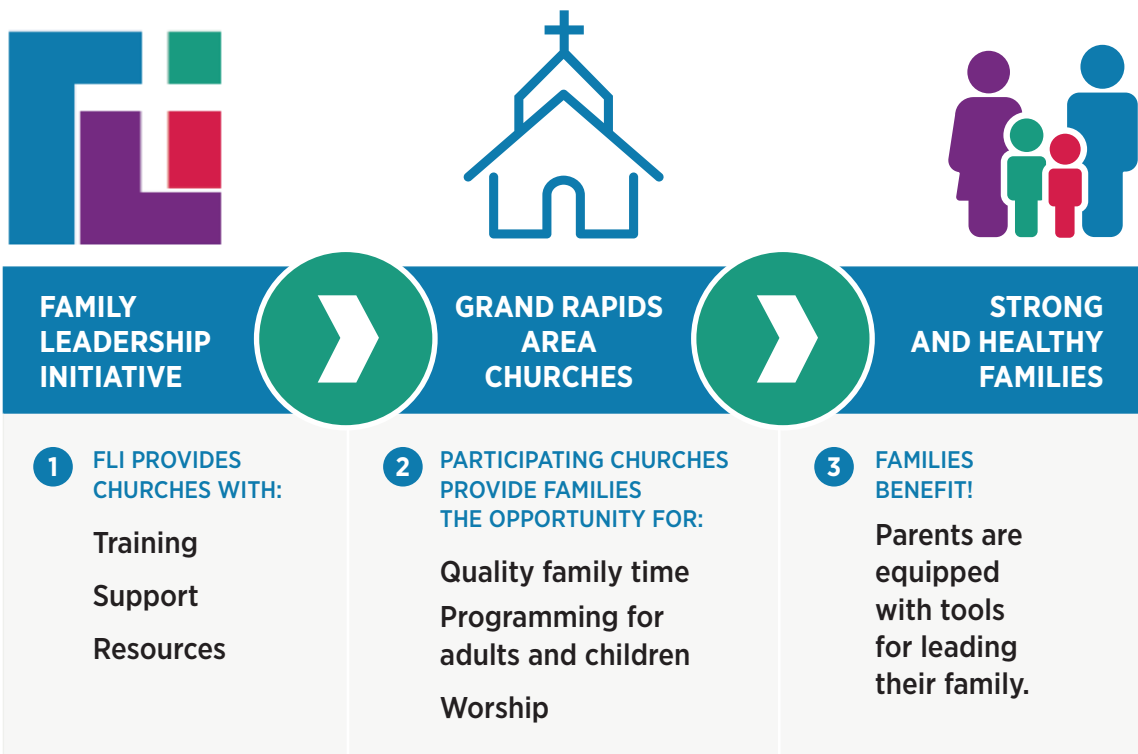 FLi
FAMILY
LEADERSHIP
INITIATIVE
GRAND RAPIDS
AREA
CHURCHES
STRONG
AND HEALTHY
FAMILIES
1
FLI PROVIDES
CHURCHES WITH:
Training
Support
Resources
2
PARTICIPATING CHURCHES
PROVIDE FAMILIES
THE OPPORTUNITY FOR:
Quality family time
Programming for
adults and children
Worship
3
FAMILIES
BENEFIT!
Parents are
equipped
with tools
for leading
their family.